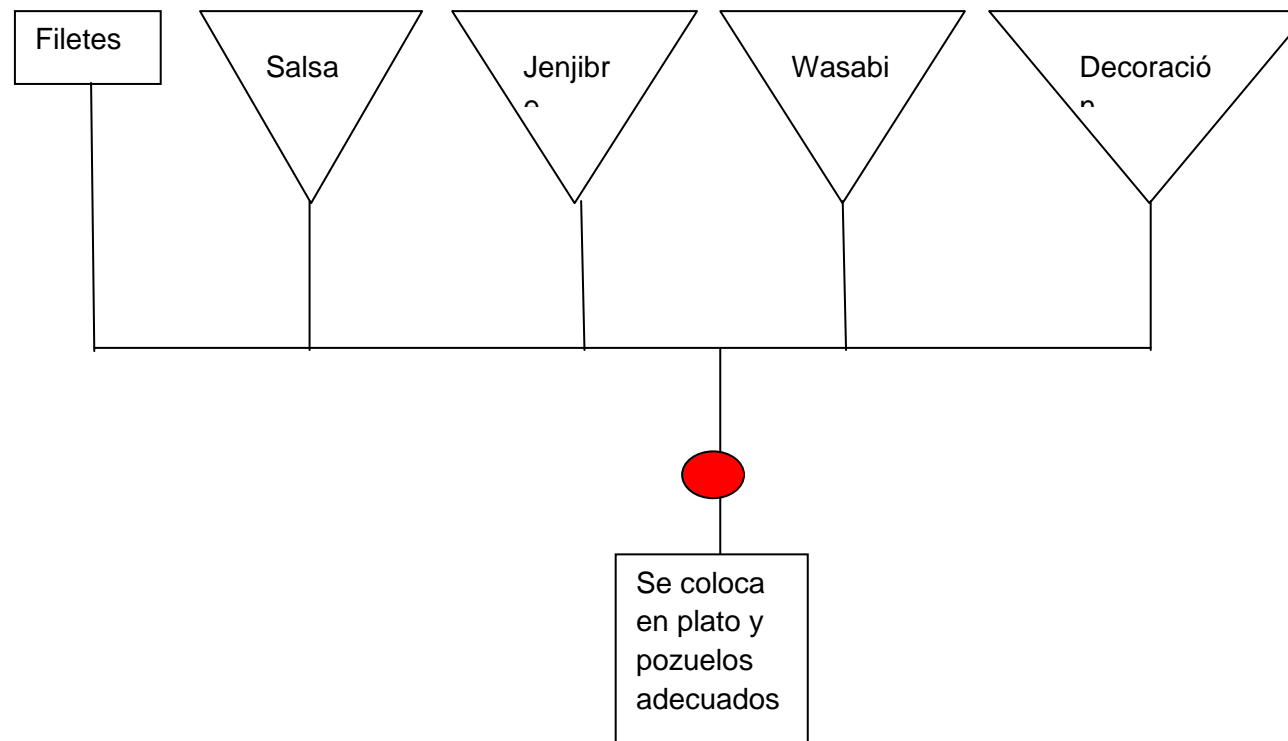 Filetes
Salsa
Jenjibr
e
Wasabi
Decoració
n
Se coloca
en plato y
pozuelos
adecuados